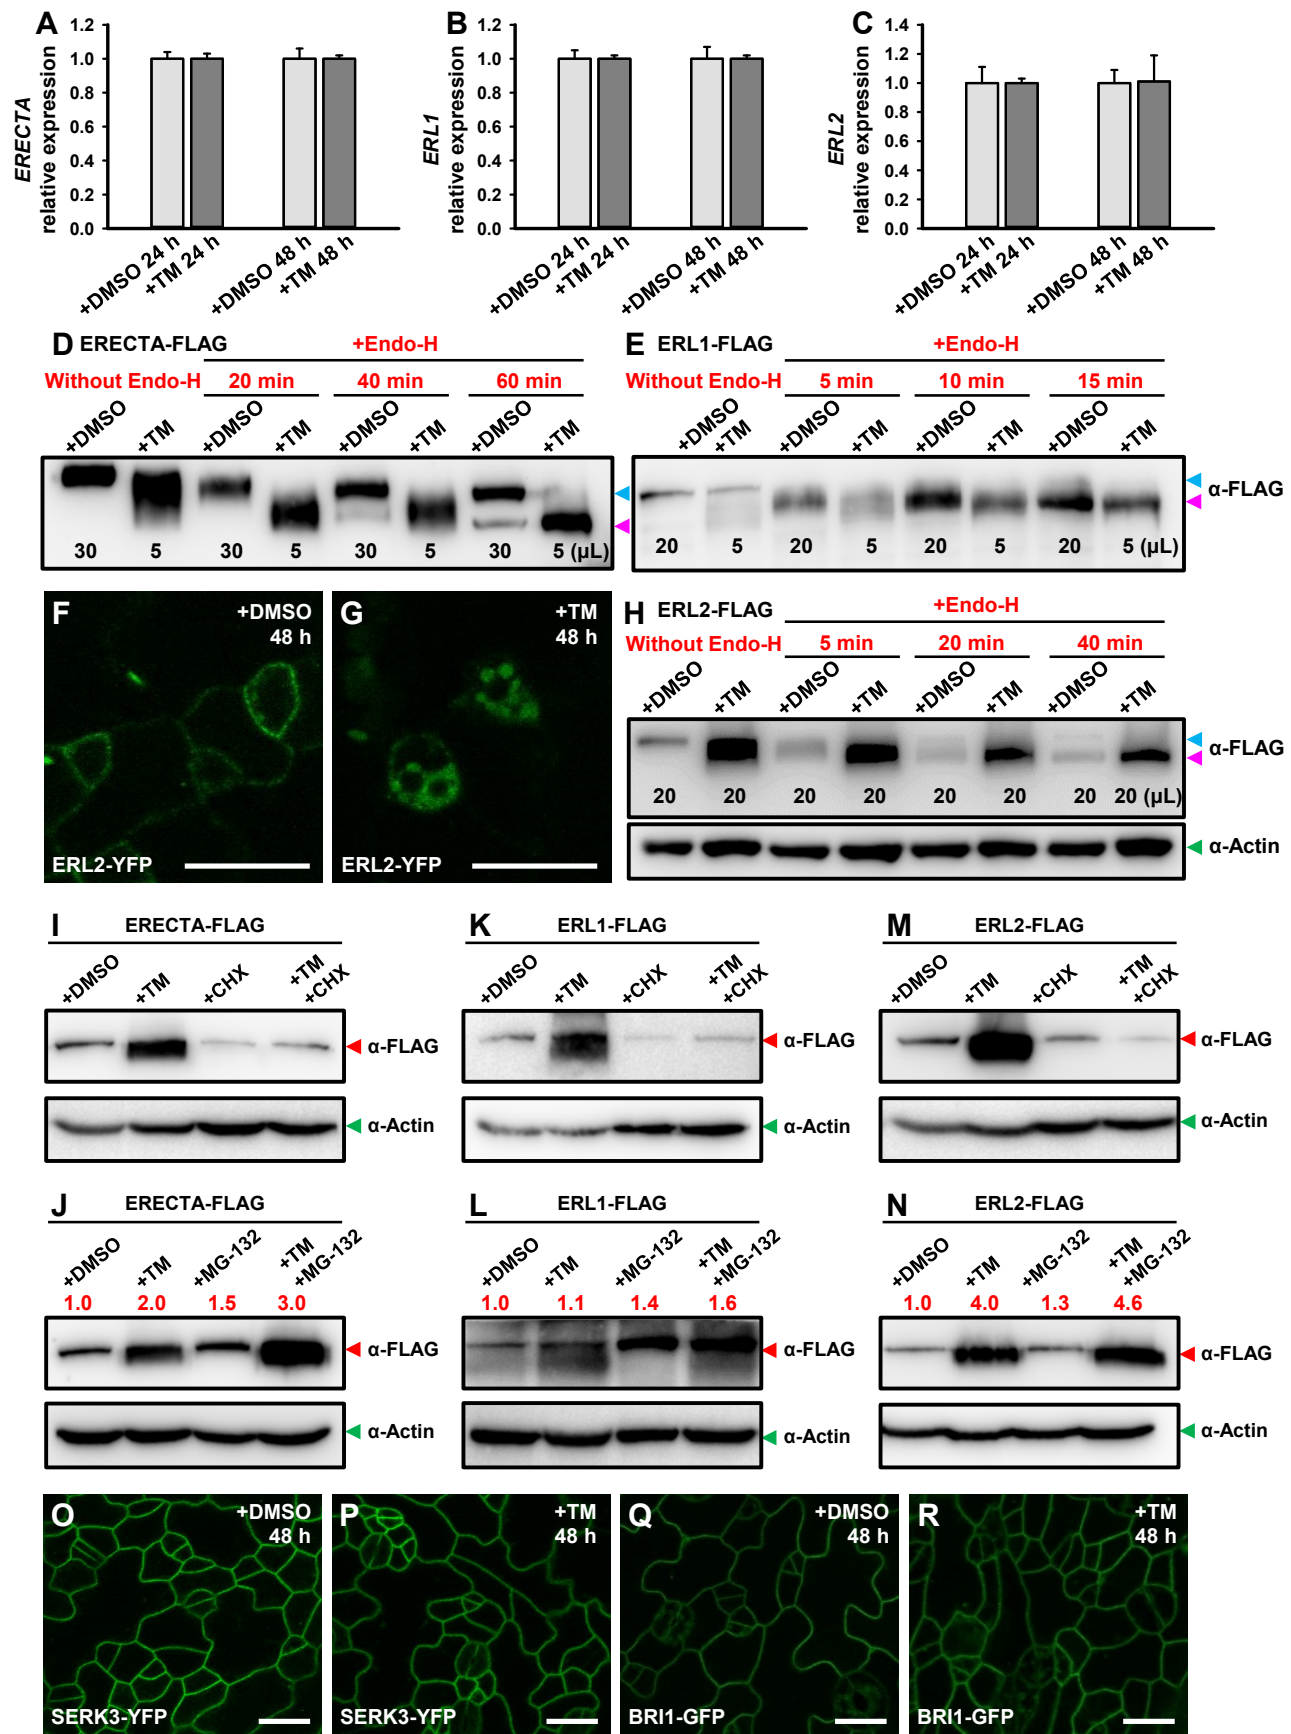 A
B
C
ERECTA
relative expression
1.2
1.0
0.8
0.6
0.4
0.2
0.0
+DMSO 24 h
+TM 24 h
+DMSO 48 h
+TM 48 h
ERL1
relative expression
1.2
1.0
0.8
0.6
0.4
0.2
0.0
+DMSO 24 h
+TM 24 h
+DMSO 48 h
+TM 48 h
ERL2
relative expression
1.4
1.2
1.0
0.8
0.6
0.4
0.2
0.0
+DMSO 24 h
+TM 24 h
+DMSO 48 h
+TM 48 h
D ERECTA-FLAG +Endo-H
Without Endo-H 20 min 40 min 60 min
+DMSO +TM +DMSO +TM +DMSO +TM +DMSO +TM
30 5 30 5 30 5 30 5 (µL)
E ERL1-FLAG +Endo-H
Without Endo-H 5 min 10 min 15 min
+DMSO +TM +DMSO +TM +DMSO +TM +DMSO +TM
α-FLAG
20 5 20 5 20 5 20 5 (µL)
F +DMSO
48 h
ERL2-YFP
G +TM
48 h
ERL2-YFP
H ERL2-FLAG +Endo-H
Without Endo-H 5 min 20 min 40 min
+DMSO +TM +DMSO +TM +DMSO +TM +DMSO +TM
α-FLAG
20 20 20 20 20 20 20 20 (µL)
α-Actin
I ERECTA-FLAG
+DMSO +TM +CHX +TM +CHX
α-FLAG
α-Actin
K ERL1-FLAG
+DMSO +TM +CHX +TM +CHX
α-FLAG
α-Actin
M ERL2-FLAG
+DMSO +TM +CHX +TM +CHX
α-FLAG
α-Actin
J ERECTA-FLAG
+DMSO +TM +MG-132 +TM +MG-132
1.0 2.0 1.5 3.0
α-FLAG
α-Actin
L ERL1-FLAG
+DMSO +TM +MG-132 +TM +MG-132
1.0 1.1 1.4 1.6
α-FLAG
α-Actin
N ERL2-FLAG
+DMSO +TM +MG-132 +TM +MG-132
1.0 4.0 1.3 4.6
α-FLAG
α-Actin
O +DMSO
48 h
SERK3-YFP
P +TM
48 h
SERK3-YFP
Q +DMSO
48 h
BRI1-GFP
R +TM
48 h
BRI1-GFP